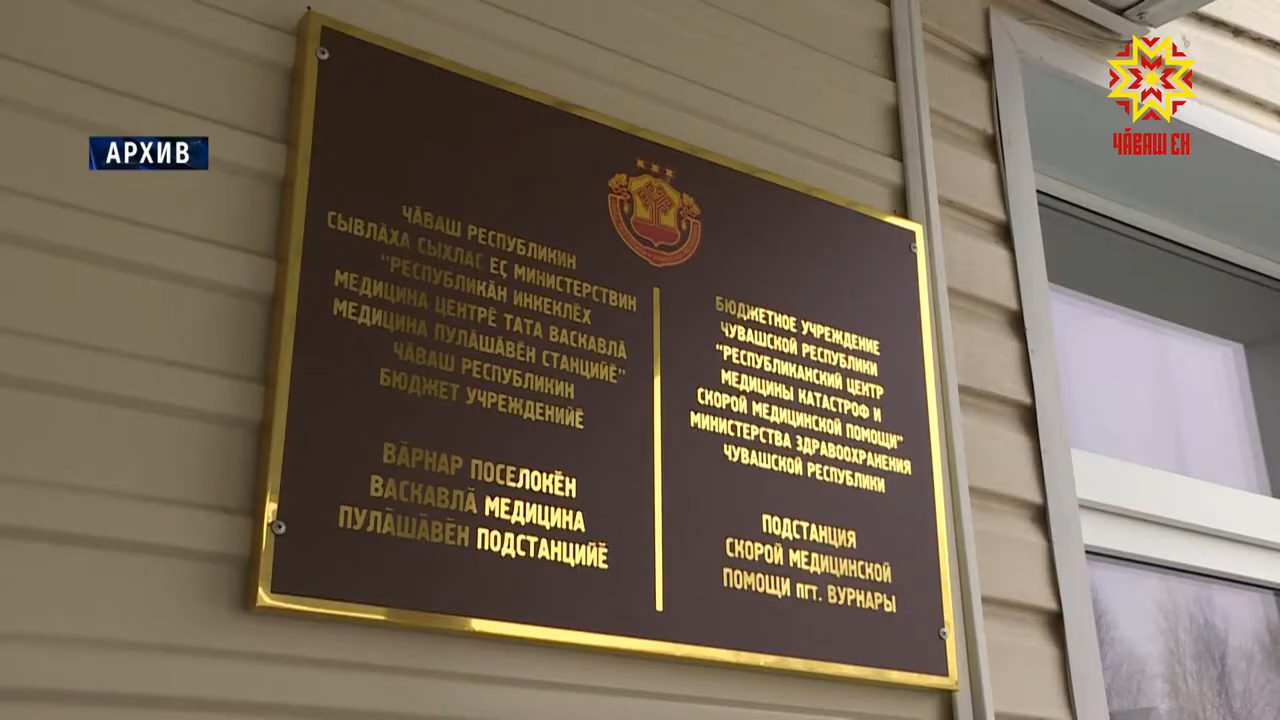 АРХИВ
ЧӐВАШ ЕН
ЧӐВАШ РЕСПУБЛИКИН
СЫВЛӐХА СЫХЛАС ЕҪ МИНИСТЕРСТВИН
"РЕСПУБЛИКӐН ИНКЕКЛӖХ
МЕДИЦИНА ЦЕНТРӖ ТАТА ВАСКАВЛӐ
МЕДИЦИНА ПУЛӐШӐВӖН СТАНЦИЙӖ"
ЧӐВАШ РЕСПУБЛИКИН
БЮДЖЕТ УЧРЕЖДЕНИЙӖ
ВӐРНАР ПОСЕЛОКӖН
ВАСКАВЛӐ МЕДИЦИНА
ПУЛӐШӐВӖН ПОДСТАНЦИЙӖ
БЮДЖЕТНОЕ УЧРЕЖДЕНИЕ
ЧУВАШСКОЙ РЕСПУБЛИКИ
"РЕСПУБЛИКАНСКИЙ ЦЕНТР
МЕДИЦИНЫ КАТАСТРОФ И
СКОРОЙ МЕДИЦИНСКОЙ ПОМОЩИ"
МИНИСТЕРСТВА ЗДРАВООХРАНЕНИЯ
ЧУВАШСКОЙ РЕСПУБЛИКИ
ПОДСТАНЦИЯ
СКОРОЙ МЕДИЦИНСКОЙ
ПОМОЩИ пгт. ВУРНАРЫ